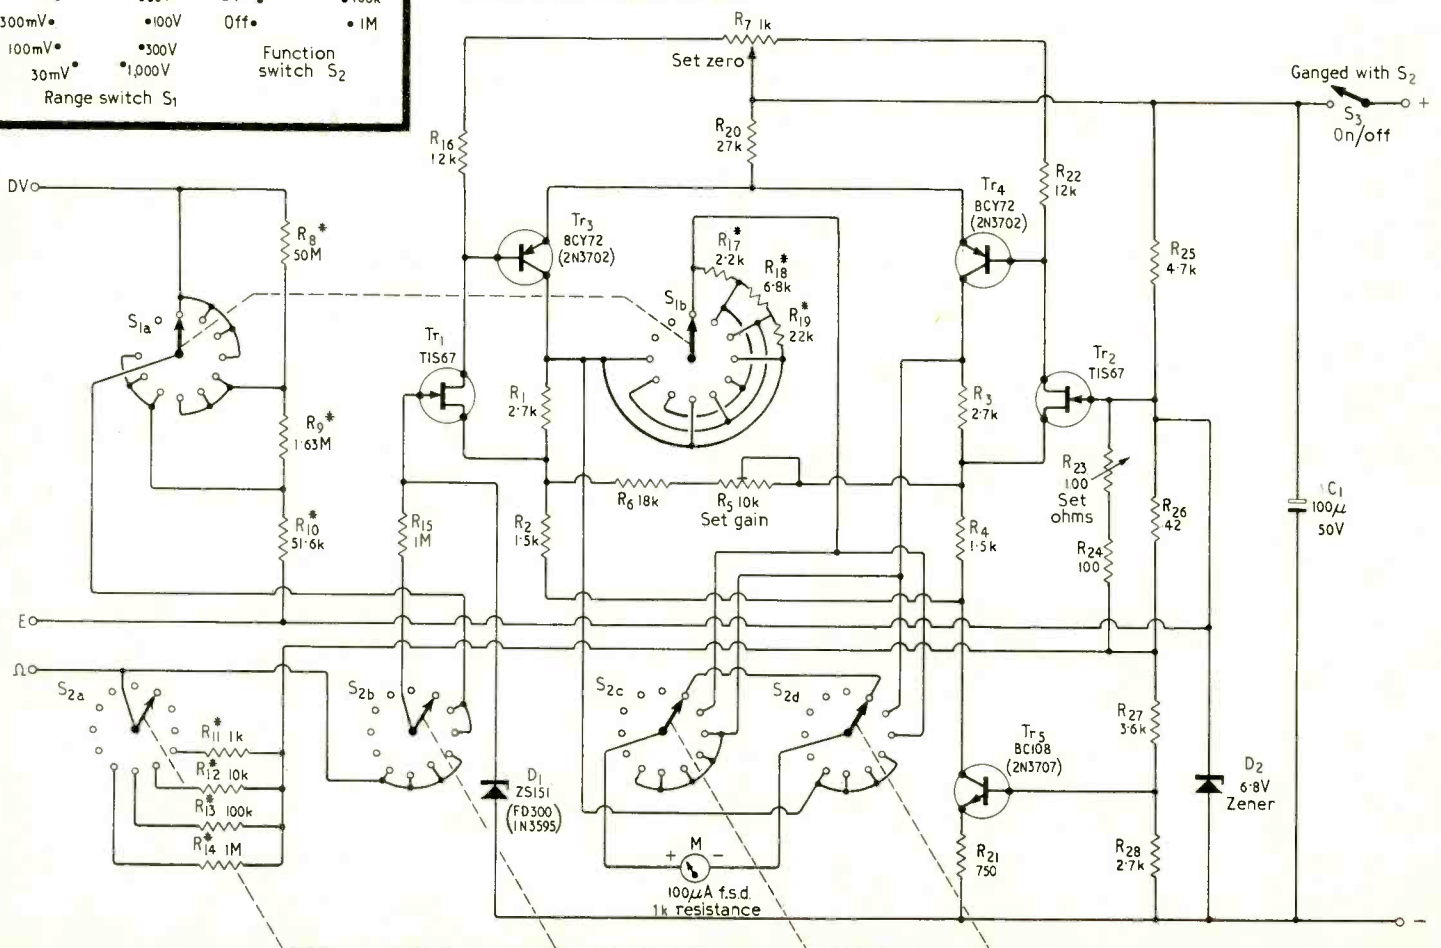 300mV• •100V Off• • 1M
100mV• •300V Function
30mV• •1,000V switch S2
Range switch S1
R7 1k
Set zero
Ganged with S2
S3 +
On/off
R16
12k
R20
27k
R22
12k
DV
Tr3
BCY72
(2N3702)
Tr4
BCY72
(2N3702)
R8*
50M
R17*
2·2k
R18*
6·8k
R19*
22k
R25
4·7k
S1a
S1b
Tr1
TIS67
Tr2
TIS67
R1
2·7k
R3
2·7k
R9*
1·63M
R6 18k
R5 10k
Set gain
R23
100
Set
ohms
R26
42
C1
100μ
50V
R10*
51·6k
R15
1M
R2
1·5k
R4
1·5k
R24
100
E
Ω
S2a
S2b
S2c
S2d
R11* 1k
R12* 10k
R13* 100k
R14* 1M
D1
ZS151
(FD300)
(1N3595)
Tr5
BC108
(2N3707)
R27
3·6k
D2
6·8V
Zener
+ M −
100μA f.s.d.
1k resistance
R21
750
R28
2·7k
−